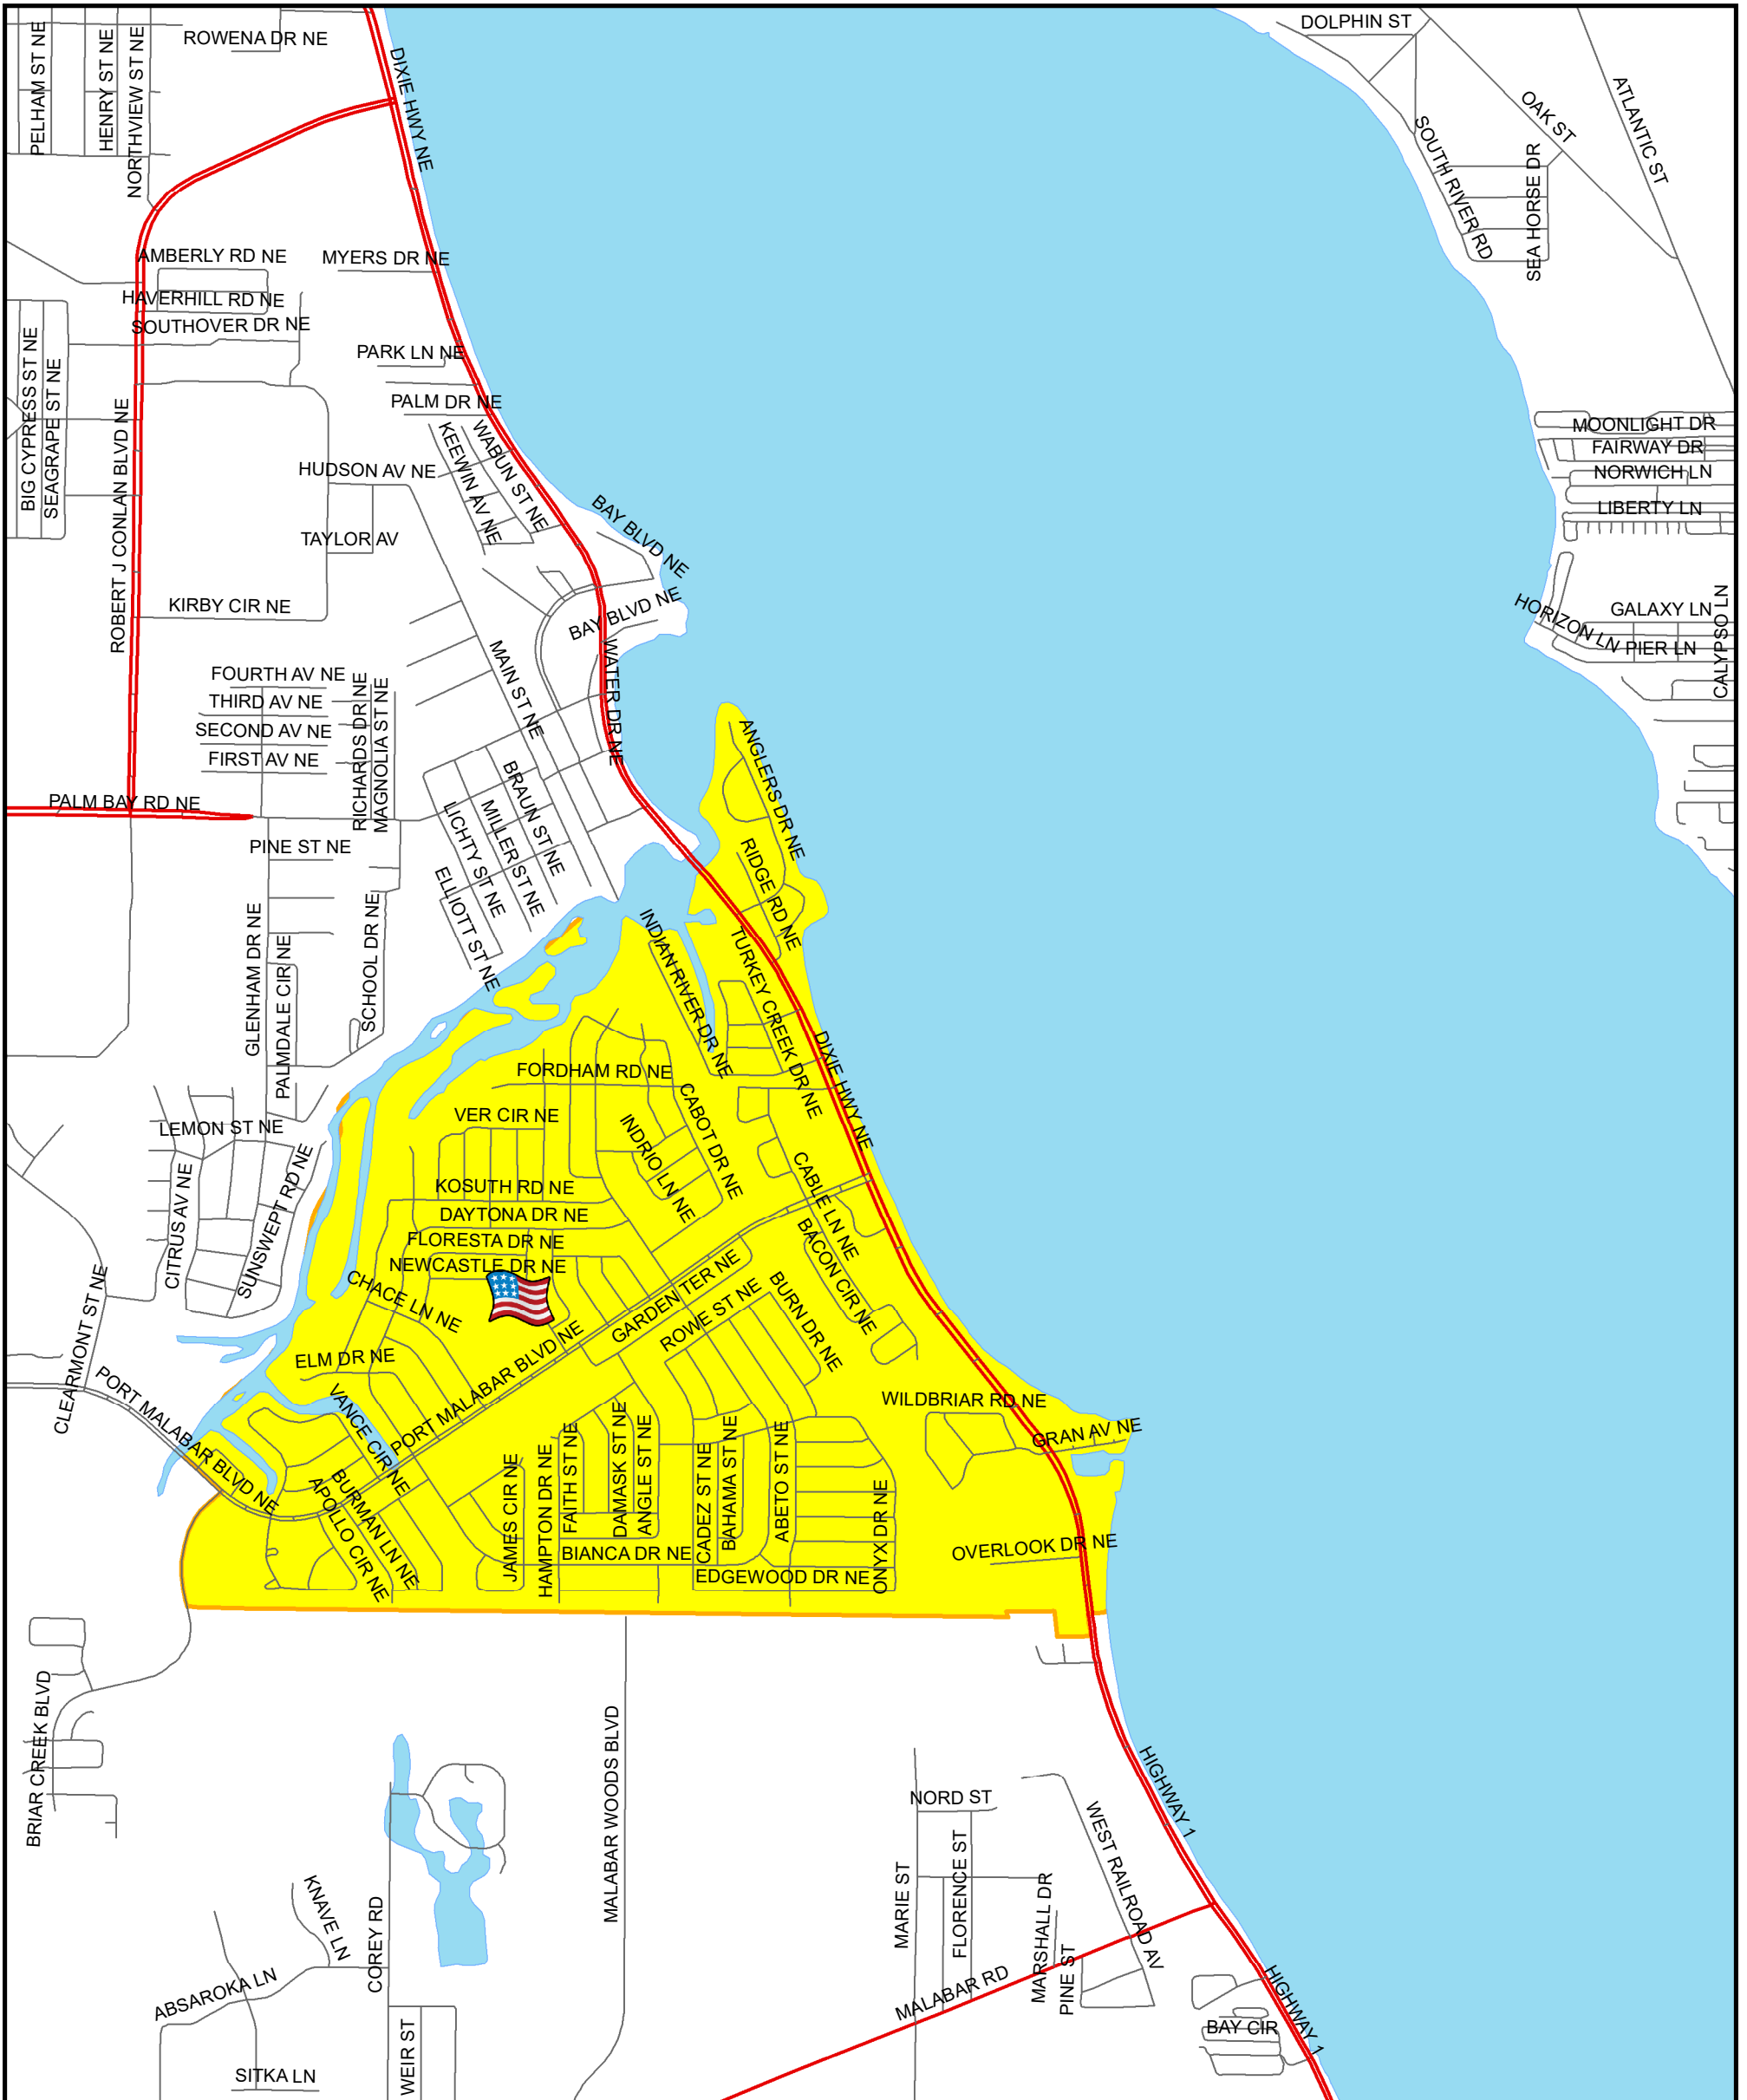 ROWENA DR NE
DOLPHIN ST
PELHAM ST NE
HENRY ST NE
NORTHVIEW ST NE
DIXIE HWY NE
OAK ST
ATLANTIC ST
SOUTH RIVER RD
SEA HORSE DR
AMBERLY RD NE
MYERS DR NE
HAVERHILL RD NE
SOUTHOVER DR NE
PARK LN NE
BIG CYPRESS ST NE
SEAGRAPE ST NE
PALM DR NE
ROBERT J CONLAN BLVD NE
KEEWIN AV NE
WABUN ST NE
MOONLIGHT DR
FAIRWAY DR
HUDSON AV NE
NORWICH LN
LIBERTY LN
BAY BLVD NE
TAYLOR AV
KIRBY CIR NE
BAY BLVD NE
HORIZON LN
GALAXY LN
PIER LN
CALYPSO LN
MAIN ST NE
WATER DR NE
FOURTH AV NE
THIRD AV NE
SECOND AV NE
FIRST AV NE
RICHARDS DR NE
MAGNOLIA ST NE
ANGLERS DR NE
PALM BAY RD NE
BRAUN ST NE
MILLER ST NE
LICHTY ST NE
ELLIOTT ST NE
PINE ST NE
RIDGE RD NE
GLENHAM DR NE
PALMDALE CIR NE
SCHOOL DR NE
INDIAN RIVER DR NE
TURKEY CREEK DR NE
DIXIE HWY NE
FORDHAM RD NE
CABOT DR NE
VER CIR NE
INDRIO LN NE
LEMON ST NE
CITRUS AV NE
SUNSWEPT RD NE
KOSUTH RD NE
CABLE LN NE
DAYTONA DR NE
FLORESTA DR NE
BACON CIR NE
NEWCASTLE DR NE
CHACE LN NE
GARDEN TER NE
ROWE ST NE
BURN DR NE
CLEARMONT ST NE
ELM DR NE
PORT MALABAR BLVD NE
PORT MALABAR BLVD NE
VANCE CIR NE
WILDBRIAR RD NE
GRAN AV NE
APOLLO CIR NE
BURMAN LN NE
JAMES CIR NE
HAMPTON DR NE
FAITH ST NE
DAMASK ST NE
ANGLE ST NE
CADEZ ST NE
BAHAMA ST NE
ABETO ST NE
ONYX DR NE
BIANCA DR NE
EDGEWOOD DR NE
OVERLOOK DR NE
BRIAR CREEK BLVD
MALABAR WOODS BLVD
HIGHWAY 1
NORD ST
WEST RAILROAD AV
MARIE ST
FLORENCE ST
MARSHALL DR
PINE ST
KNAVE LN
COREY RD
ABSAROKA LN
MALABAR RD
HIGHWAY 1
BAY CIR
WEIR ST
SITKA LN